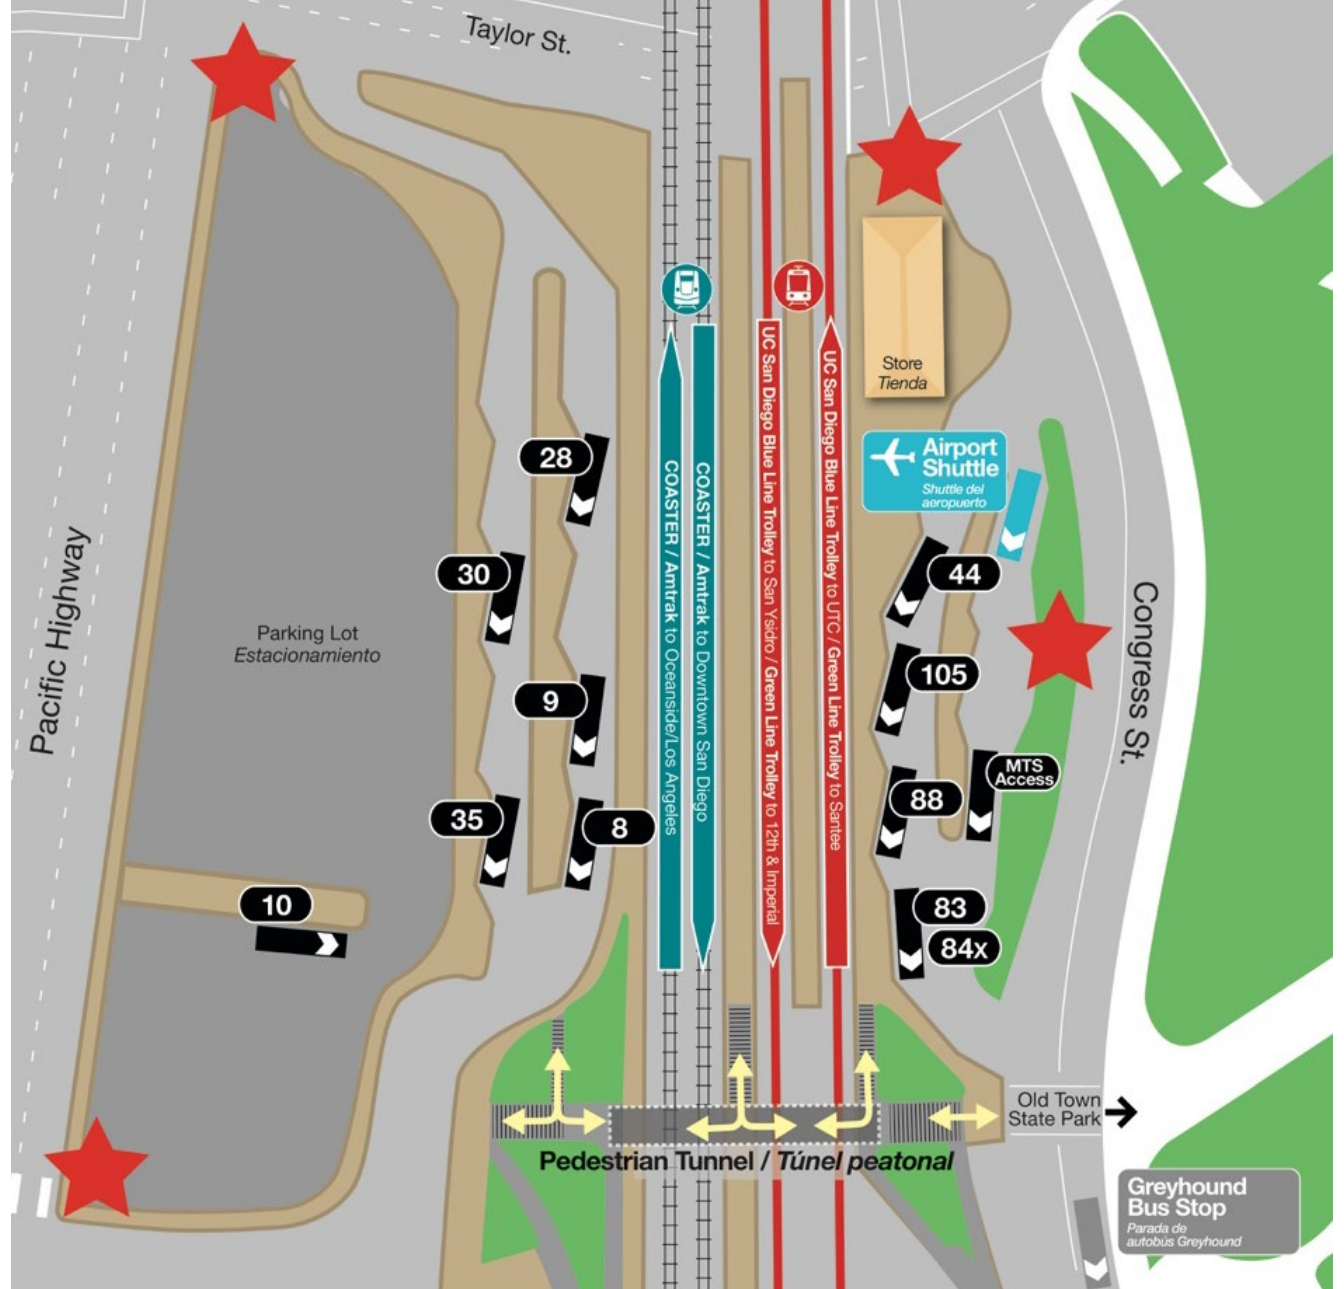 Taylor St.
Store
Tienda
Airport
Shuttle
Shuttle del
aeropuerto
28
30
44
Pacific Highway
Parking Lot
Estacionamiento
9
105
Congress St.
COASTER / Amtrak to Oceanside/Los Angeles
COASTER / Amtrak to Downtown San Diego
UC San Diego Blue Line Trolley to San Ysidro / Green Line Trolley to 12th & Imperial
UC San Diego Blue Line Trolley to UTC / Green Line Trolley to Santee
MTS
Access
35
8
88
10
83
84x
Old Town
State Park
Pedestrian Tunnel / Túnel peatonal
Greyhound
Bus Stop
Parada de
autobús Greyhound